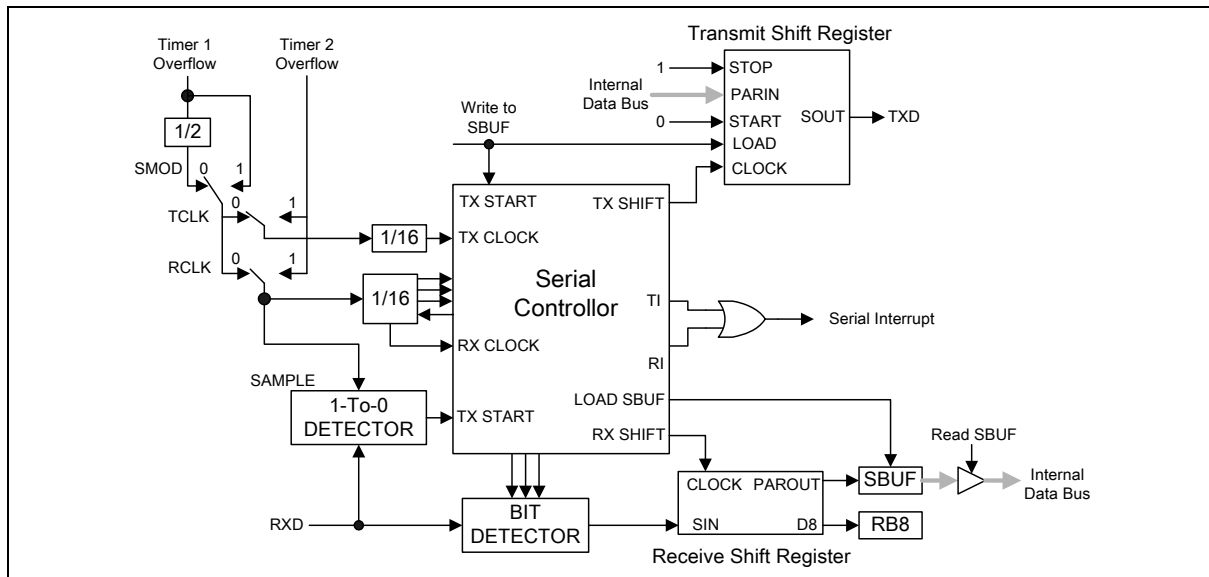 Transmit Shift Register
Timer 1
Overflow
Timer 2
Overflow
1
STOP
Internal
Data Bus
PARIN
Write to
SBUF
0
START
SOUT
TXD
1/2
LOAD
CLOCK
SMOD
0
1
TX START
TX SHIFT
TCLK
0
1
1/16
TX CLOCK
RCLK
0
1
Serial
Controllor
1/16
TI
Serial Interrupt
RX CLOCK
RI
SAMPLE
LOAD SBUF
1-To-0
DETECTOR
TX START
RX SHIFT
Read SBUF
CLOCK
PAROUT
SBUF
Internal
Data Bus
RXD
BIT
DETECTOR
SIN
D8
RB8
Receive Shift Register